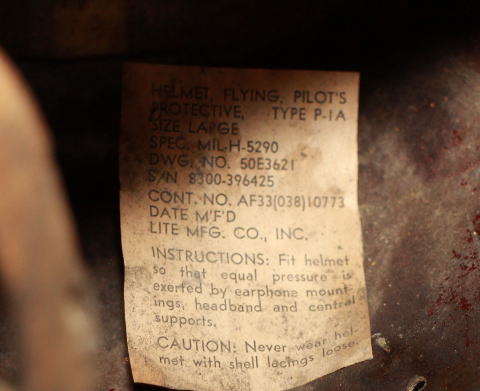 HELMET, FLYING, PILOT'S
PROTECTIVE, TYPE P-1A
SIZE LARGE
SPEC. MIL-H-5290
DWG. NO. 50E3621
S/N 8300-396425
CONT. NO. AF33(038)10773
DATE M'F'D
LITE MFG. CO., INC.
INSTRUCTIONS: Fit helmet
so that equal pressure is
exerted by earphone mount-
ings, headband and central
supports.
CAUTION: Never wear hel-
met with shell lacings loose.